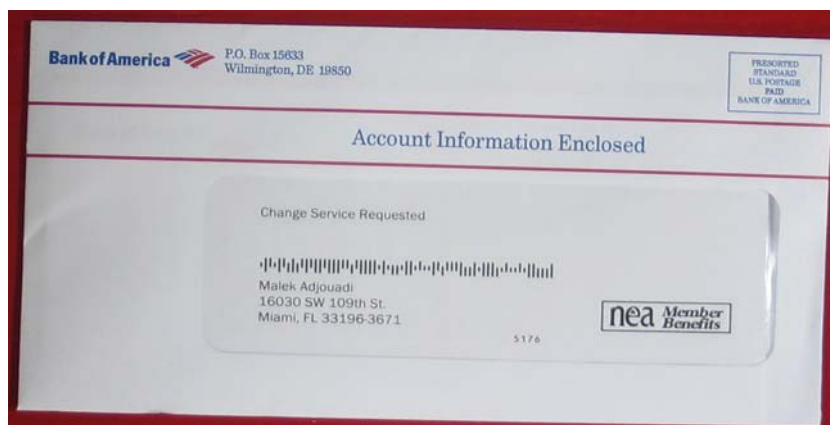 Bank of America
P.O. Box 15633
Wilmington, DE 19850
PRESORTED
STANDARD
U.S. POSTAGE
PAID
BANK OF AMERICA
Account Information Enclosed
Change Service Requested
Malek Adjouadi
16030 SW 109th St.
Miami, FL 33196-3671
5176
nea Member
Benefits